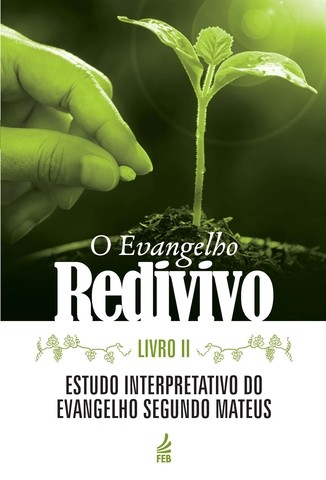 O Evangelho
Redivivo
LIVRO II
ESTUDO INTERPRETATIVO DO
EVANGELHO SEGUNDO MATEUS
FEB